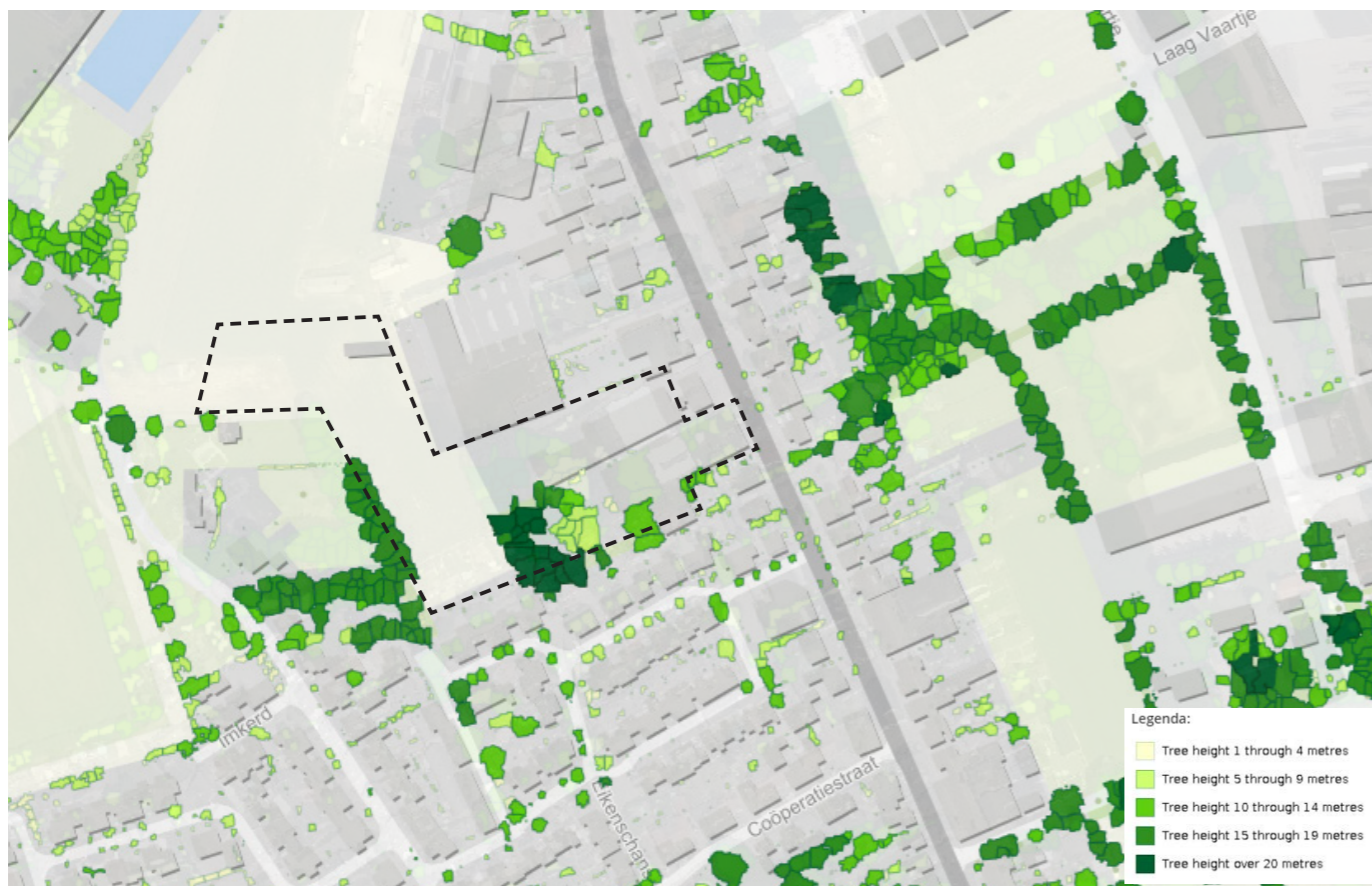 Laag Vaartje
Imkerd
Coöperatiestraat
Legenda:
Tree height 1 through 4 metres
Tree height 5 through 9 metres
Tree height 10 through 14 metres
Tree height 15 through 19 metres
Tree height over 20 metres